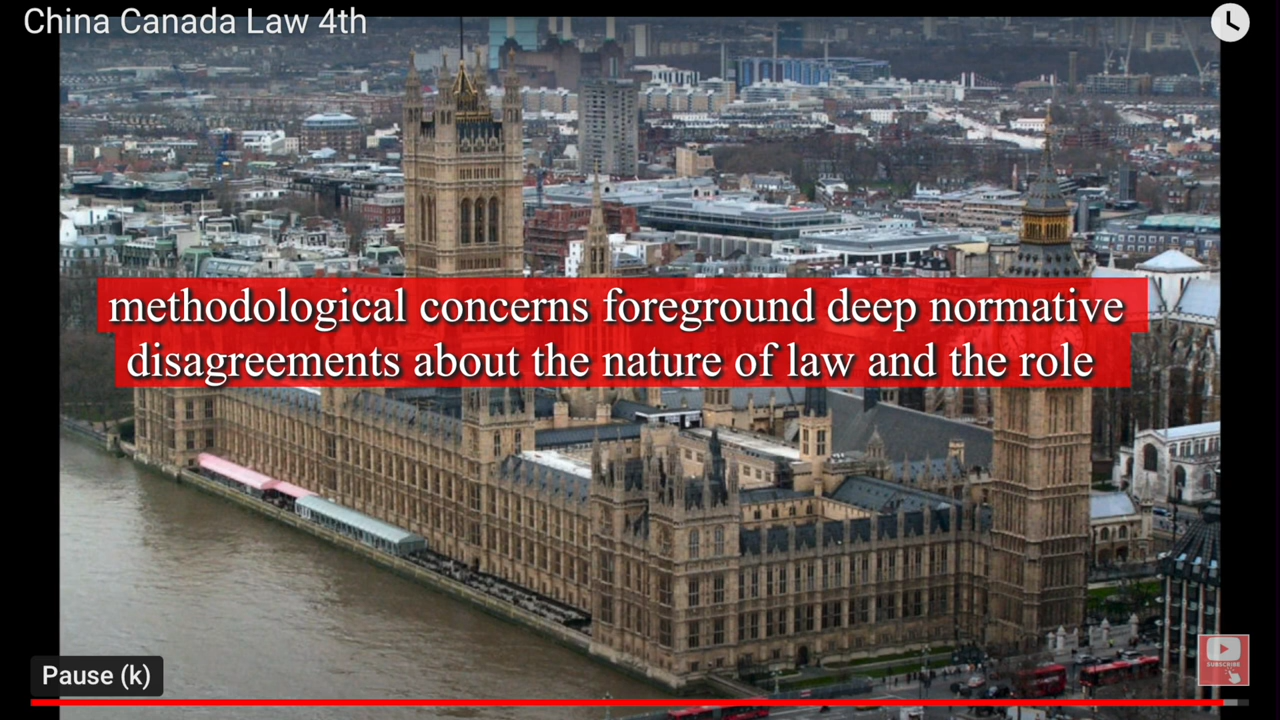 China Canada Law 4th
methodological concerns foreground deep normative
disagreements about the nature of law and the role
Pause (k)
SUBSCRIBE